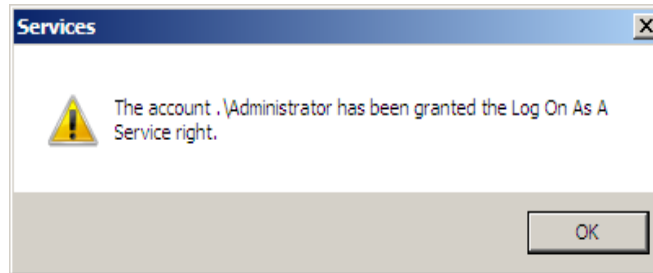 Services
The account .\Administrator has been granted the Log On As A
Service right.
OK